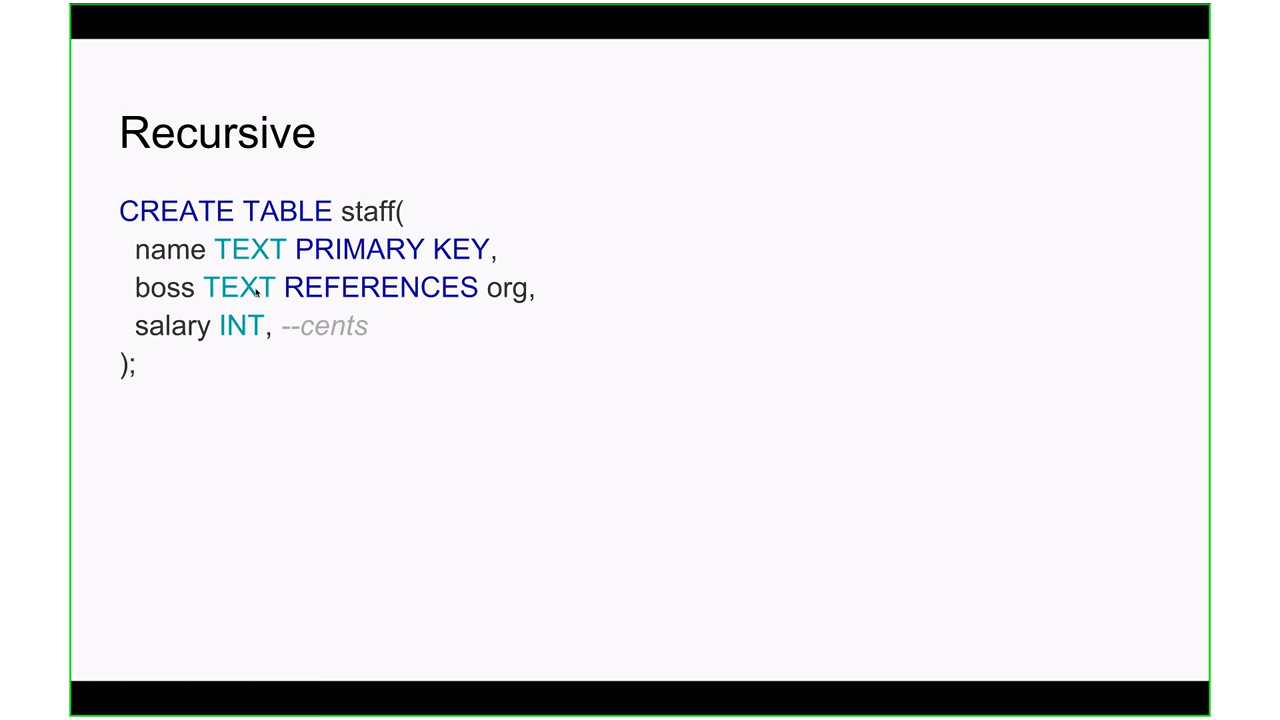 Recursive
CREATE TABLE staff(
name TEXT PRIMARY KEY,
boss TEXT REFERENCES org,
salary INT, --cents
);